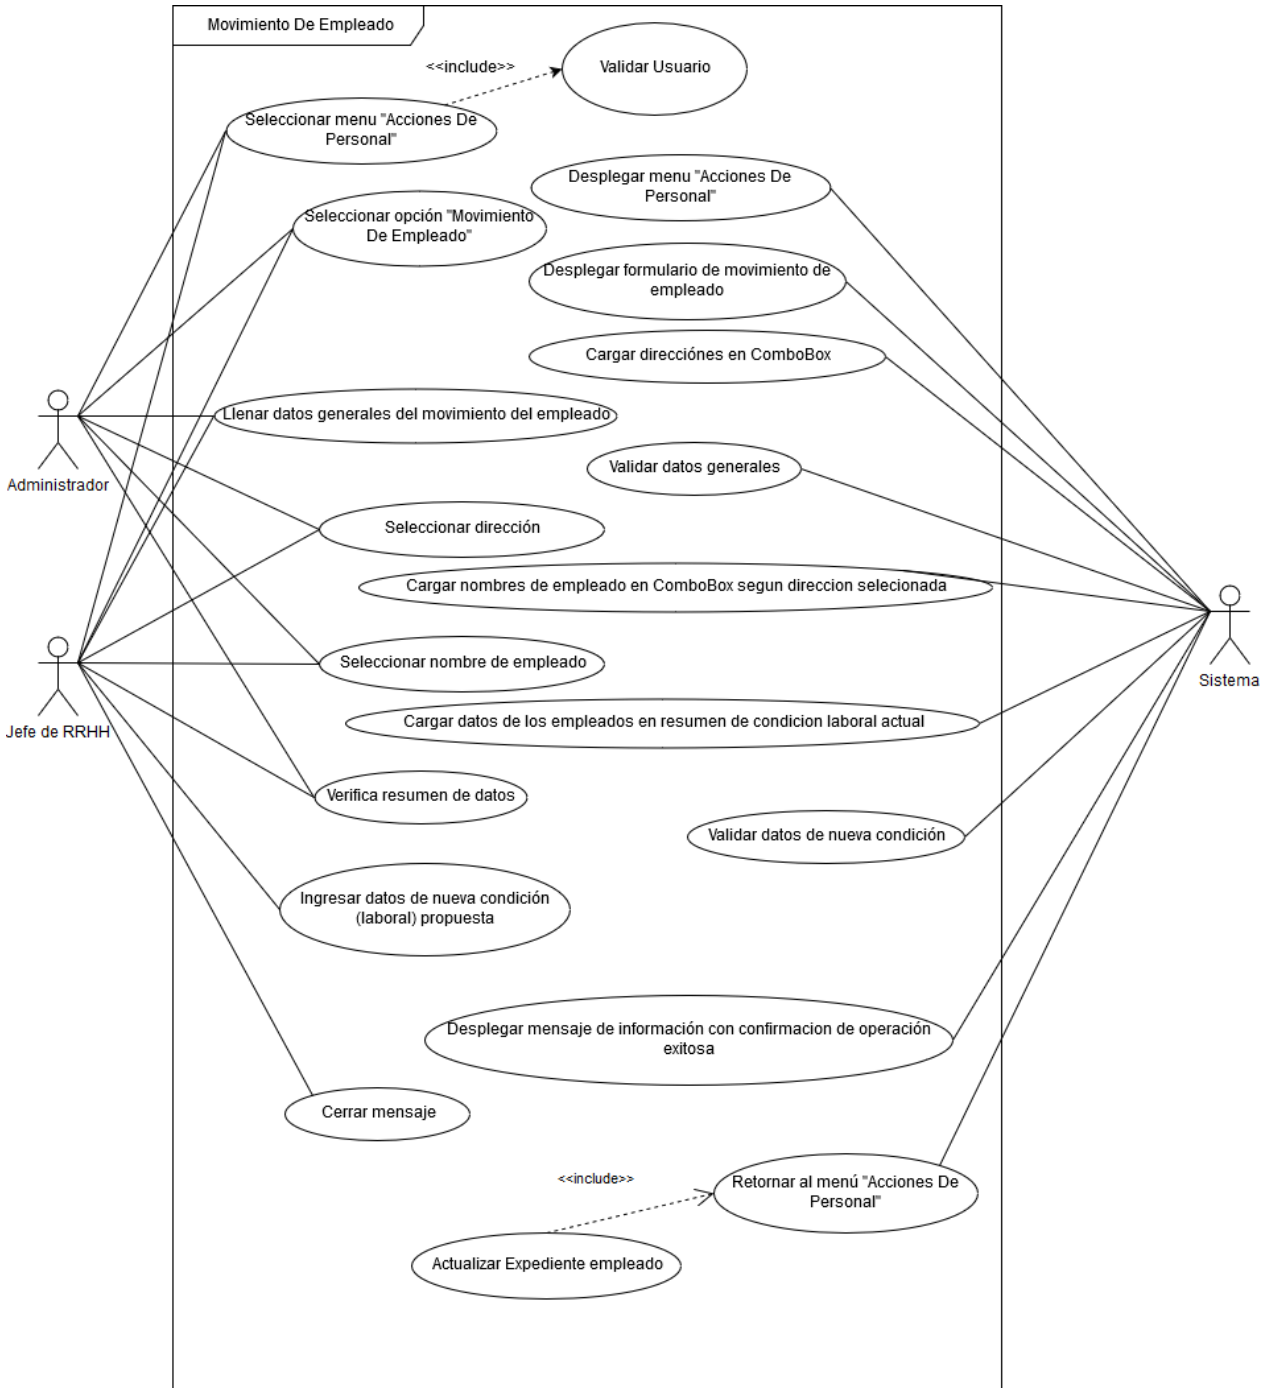 Movimiento De Empleado
<<include>>
Validar Usuario
Seleccionar menu "Acciones De
Personal"
Desplegar menu "Acciones De
Personal"
Seleccionar opción "Movimiento
De Empleado"
Desplegar formulario de movimiento de
empleado
Cargar direcciónes en ComboBox
Llenar datos generales del movimiento del empleado
Validar datos generales
Administrador
Seleccionar dirección
Cargar nombres de empleado en ComboBox segun direccion selecionada
Seleccionar nombre de empleado
Sistema
Cargar datos de los empleados en resumen de condicion laboral actual
Jefe de RRHH
Verifica resumen de datos
Validar datos de nueva condición
Ingresar datos de nueva condición
(laboral) propuesta
Desplegar mensaje de información con confirmacion de operación
exitosa
Cerrar mensaje
<<include>>
Retornar al menú "Acciones De
Personal"
Actualizar Expediente empleado